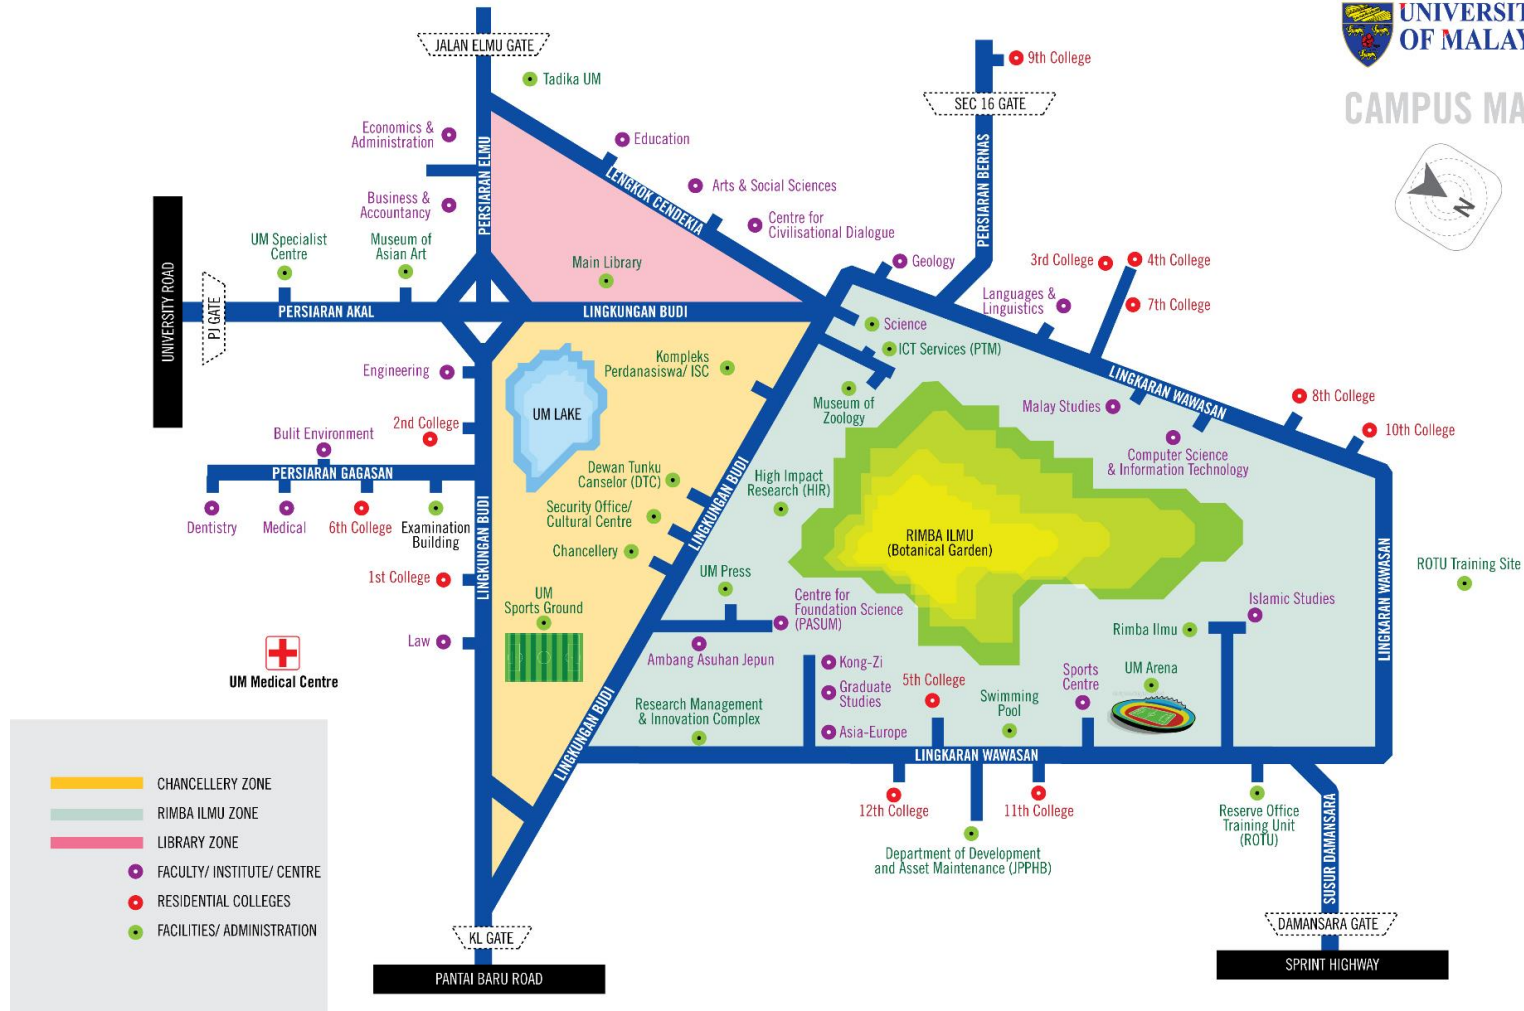 UNIVERSIT
OF MALAY
CAMPUS MA
N
JALAN ELMU GATE
Tadika UM
9th College
SEC 16 GATE
Economics &
Administration
PERSIARAN ELMU
Education
LENGKOK CENDEKIA
Arts & Social Sciences
PERSIARAN BERNAS
Business &
Accountancy
Centre for
Civilisational Dialogue
UM Specialist
Centre
Museum of
Asian Art
Main Library
Geology
3rd College
4th College
7th College
Languages &
Linguistics
UNIVERSITY ROAD
PJ GATE
PERSIARAN AKAL
LINGKUNGAN BUDI
Science
ICT Services (PTM)
Engineering
Kompleks
Perdanasiswa/ ISC
UM LAKE
Museum of
Zoology
Malay Studies
LINGKARAN WAWASAN
8th College
10th College
2nd College
Bulit Environment
PERSIARAN GAGASAN
Computer Science
& Information Technology
Dewan Tunku
Canselor (DTC)
High Impact
Research (HIR)
Security Office/
Cultural Centre
LINGKUNGAN BUDI
Dentistry
Medical
6th College
Examination
Building
Chancellery
RIMBA ILMU
(Botanical Garden)
LINGKUNGAN BUDI
1st College
UM Press
LINGKARAN WAWASAN
ROTU Training Site
UM
Sports Ground
Centre for
Foundation Science
(PASUM)
Islamic Studies
Rimba Ilmu
Law
Ambang Asuhan Jepun
Kong-Zi
Graduate
Studies
Asia-Europe
5th College
Swimming
Pool
Sports
Centre
UM Arena
UM Medical Centre
Research Management
& Innovation Complex
LINGKUNGAN BUDI
LINGKARAN WAWASAN
12th College
11th College
Department of Development
and Asset Maintenance (JPPHB)
Reserve Office
Training Unit
(ROTU)
SUSUR DAMANSARA
CHANCELLERY ZONE
RIMBA ILMU ZONE
LIBRARY ZONE
FACULTY/ INSTITUTE/ CENTRE
RESIDENTIAL COLLEGES
FACILITIES/ ADMINISTRATION
KL GATE
PANTAI BARU ROAD
DAMANSARA GATE
SPRINT HIGHWAY